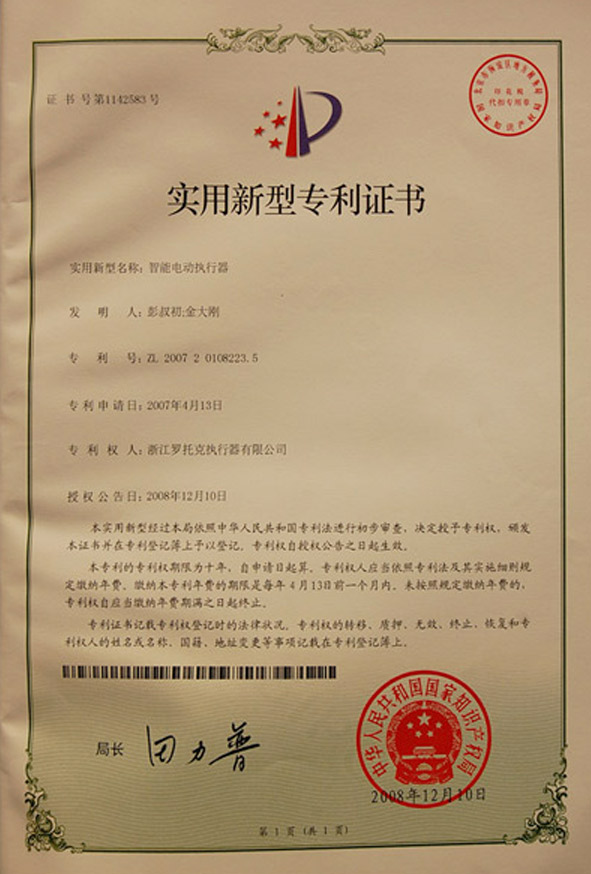 证书号第1142583号
印花税
代扣专用章
国家知识产权局
实用新型专利证书
实用新型名称：智能电动执行器
发明人：彭叔初;金大刚
专利号：ZL 2007 2 0108223.5
专利申请日：2007年4月13日
专利权人：浙江罗托克执行器有限公司
授权公告日：2008年12月10日
本实用新型经过本局依照中华人民共和国专利法进行初步审查，决定授予专利权，颁发
本证书并在专利登记簿上予以登记。专利权自授权公告之日起生效。
本专利的专利权期限为十年，自申请日起算。专利权人应当依照专利法及其实施细则规
定缴纳年费。缴纳本专利年费的期限是每年4月13日前一个月内。未按照规定缴纳年费的，
专利权自应当缴纳年费期满之日起终止。
专利证书记载专利权登记时的法律状况。专利权的转移、质押、无效、终止、恢复和专
利权人的姓名或名称、国籍、地址变更等事项记载在专利登记簿上。
局长
田力普
中华人民共和国国家知识产权局
2008年12月10日
第1页（共1页）